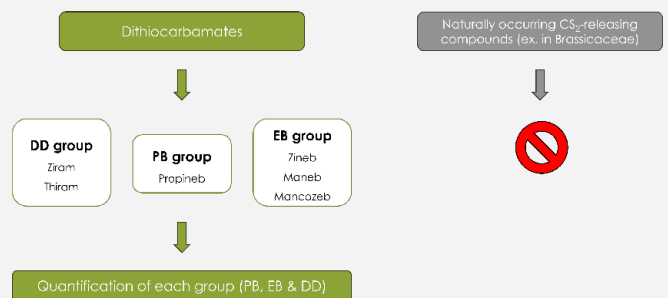 Dithiocarbamates
Naturally occurring CS₂-releasing
compounds (ex. in Brassicaceae)
DD group
Ziram
Thiram
PB group
Propineb
EB group
Zineb
Maneb
Mancozeb
Quantification of each group (PB, EB & DD)